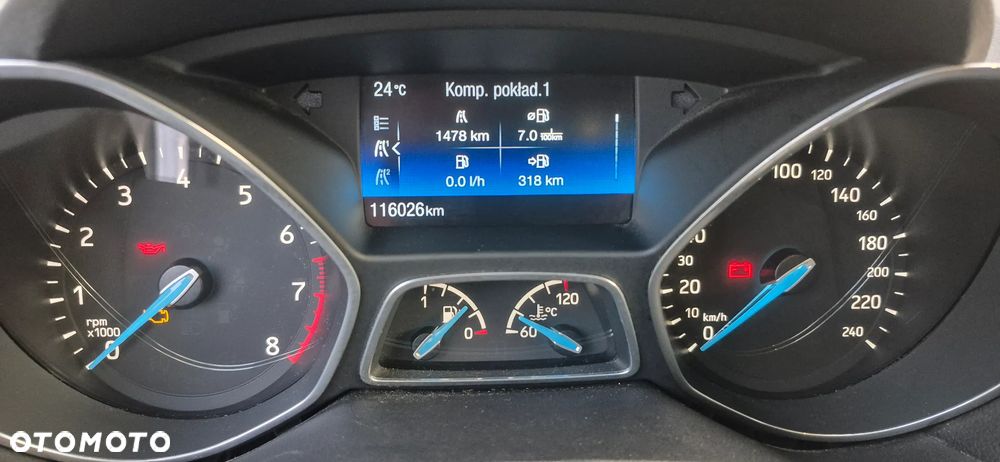 24°C Komp. pokład.1
1478 km 7.0 l/100km
0.0 l/h 318 km
116026km
0 1 2 3 4 5 6 7 8
rpm
x1000
1 0
120
°C
60
0 10 20 30 100 120 140 160 180 200 220 240
km/h
OTOMOTO